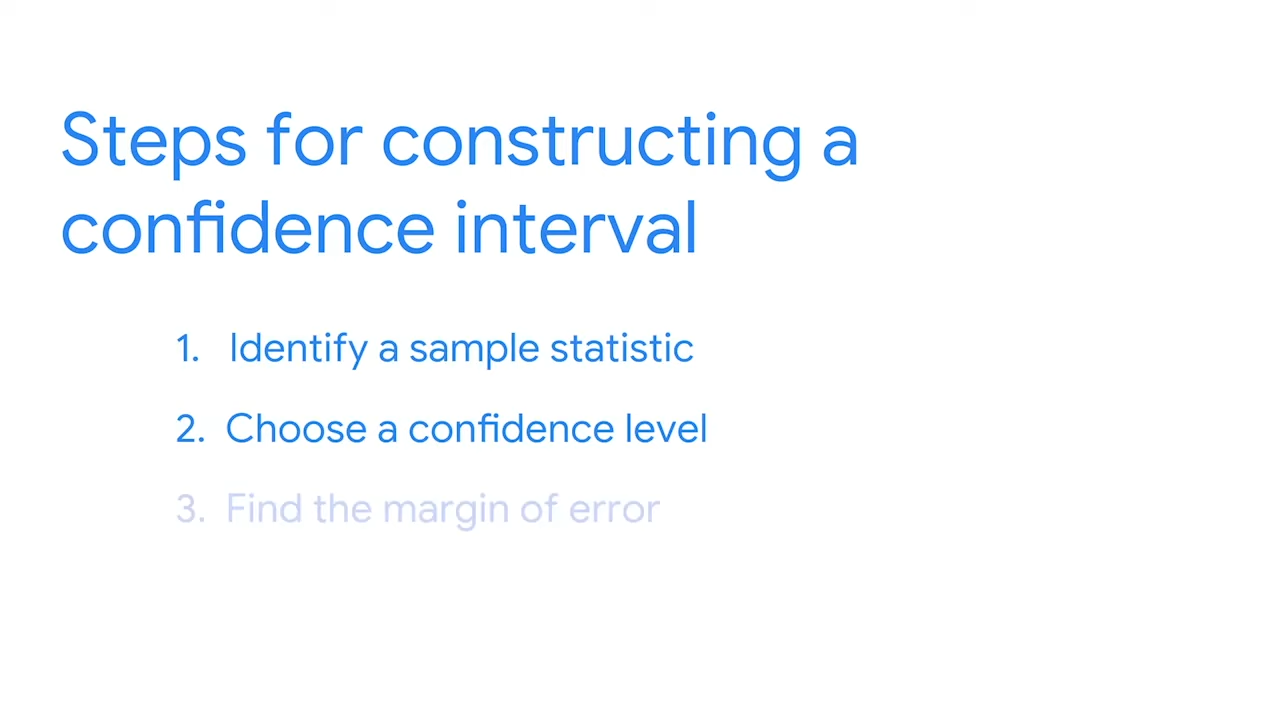 Steps for constructing a
confidence interval
1. Identify a sample statistic
2. Choose a confidence level
3. Find the margin of error